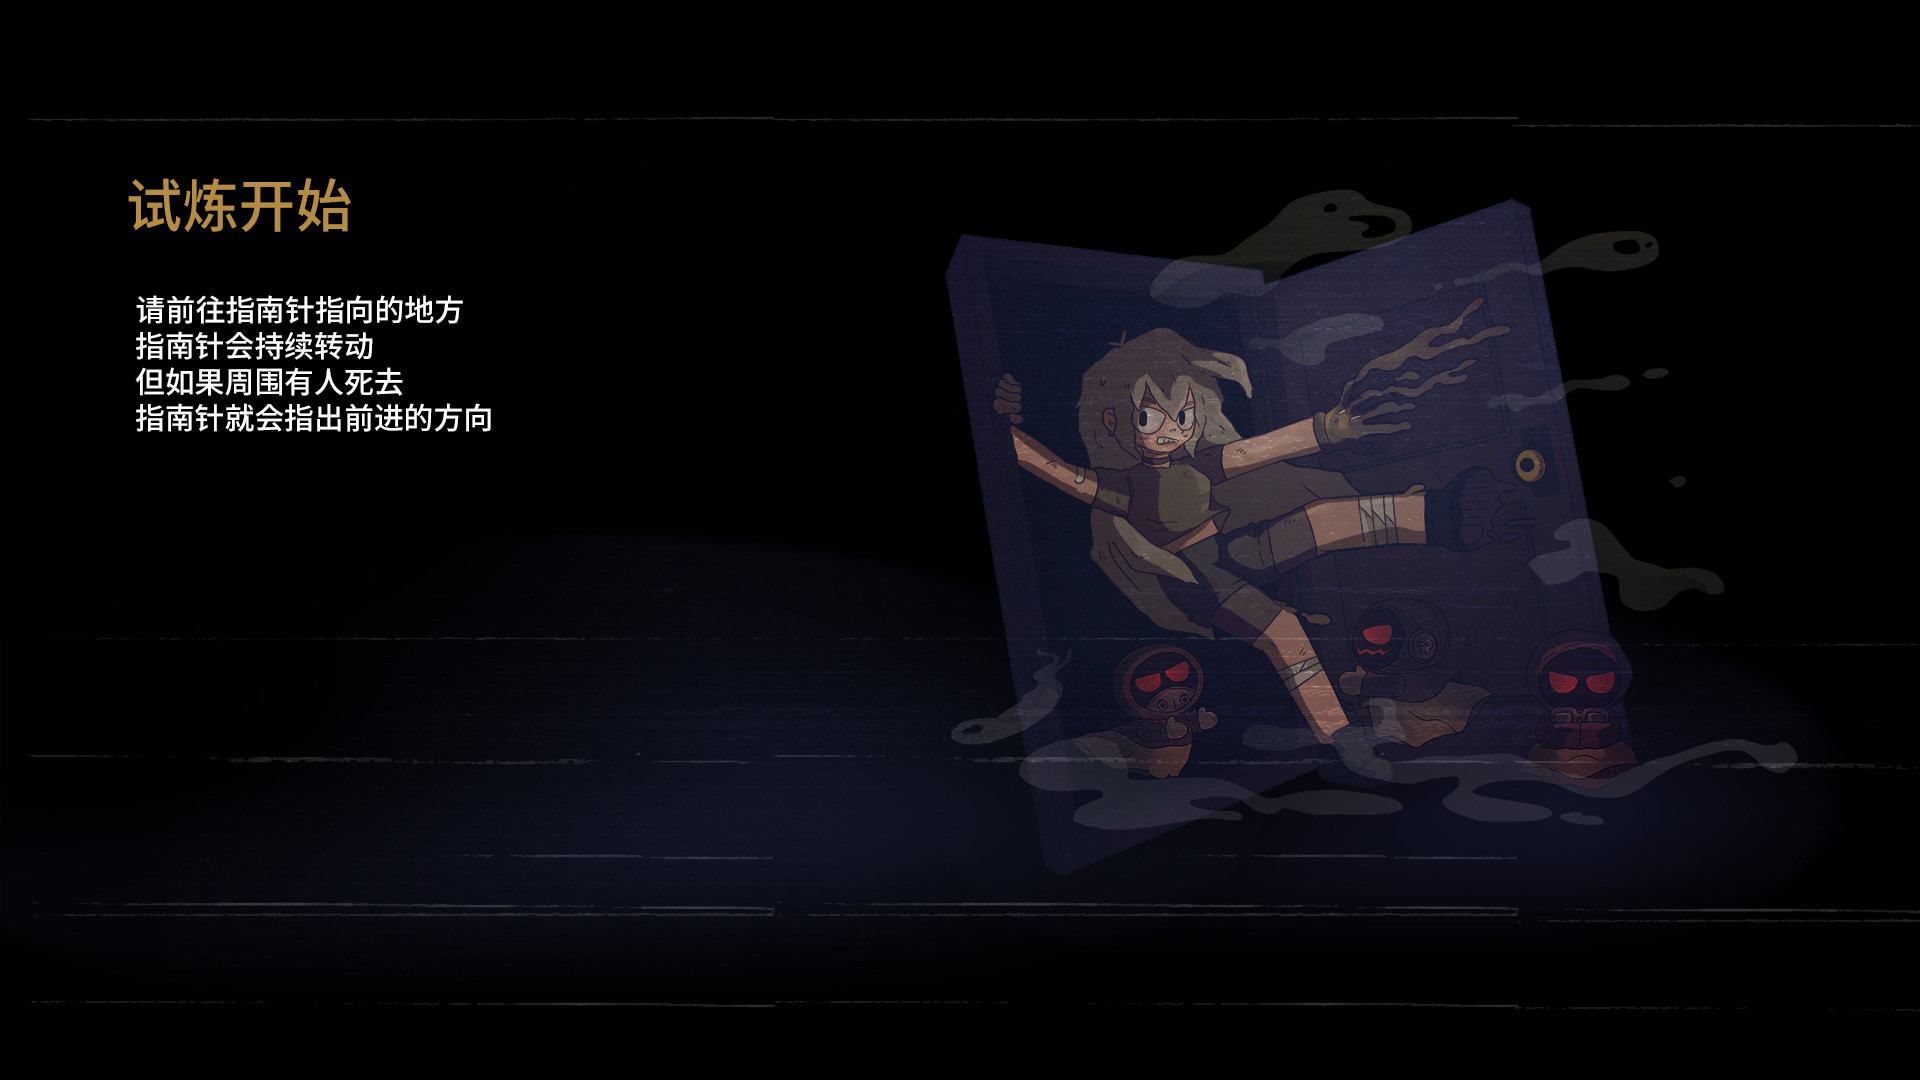 试炼开始
请前往指南针指向的地方
指南针会持续转动
但如果周围有人死去
指南针就会指出前进的方向